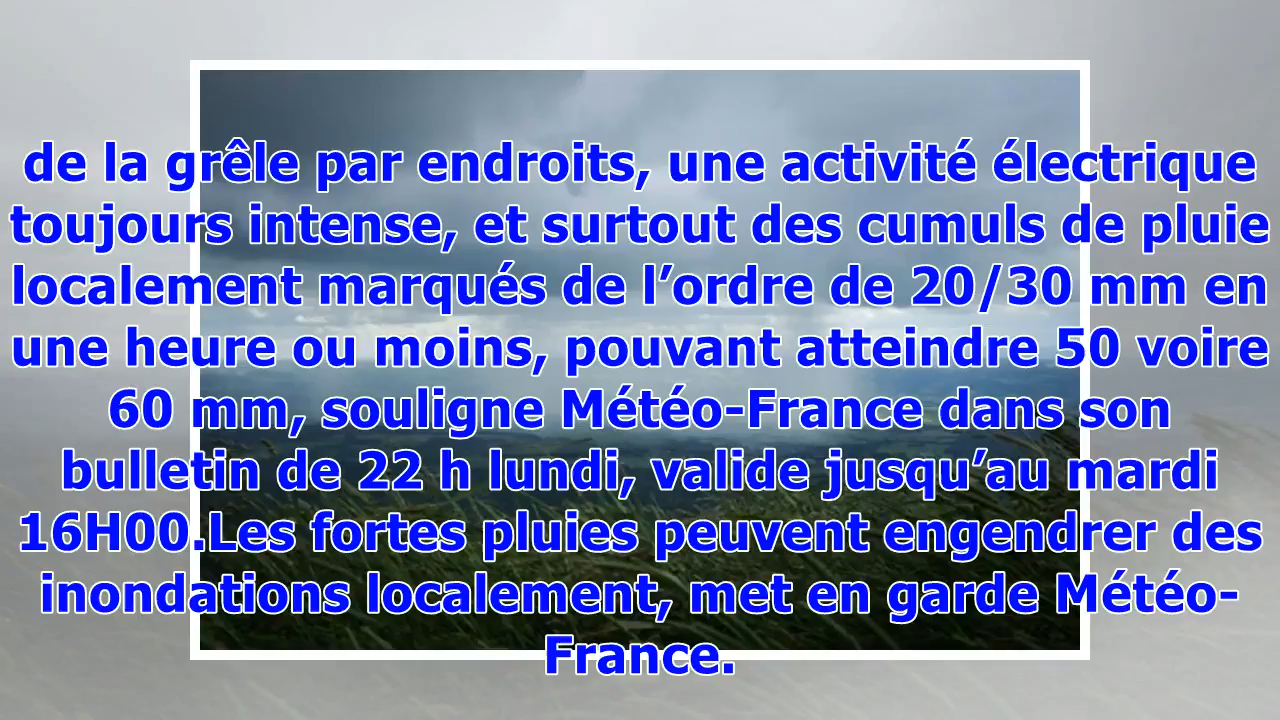 de la grêle par endroits, une activité électrique
toujours intense, et surtout des cumuls de pluie
localement marqués de l’ordre de 20/30 mm en
une heure ou moins, pouvant atteindre 50 voire
60 mm, souligne Météo-France dans son
bulletin de 22 h lundi, valide jusqu’au mardi
16H00.Les fortes pluies peuvent engendrer des
inondations localement, met en garde Météo-
France.